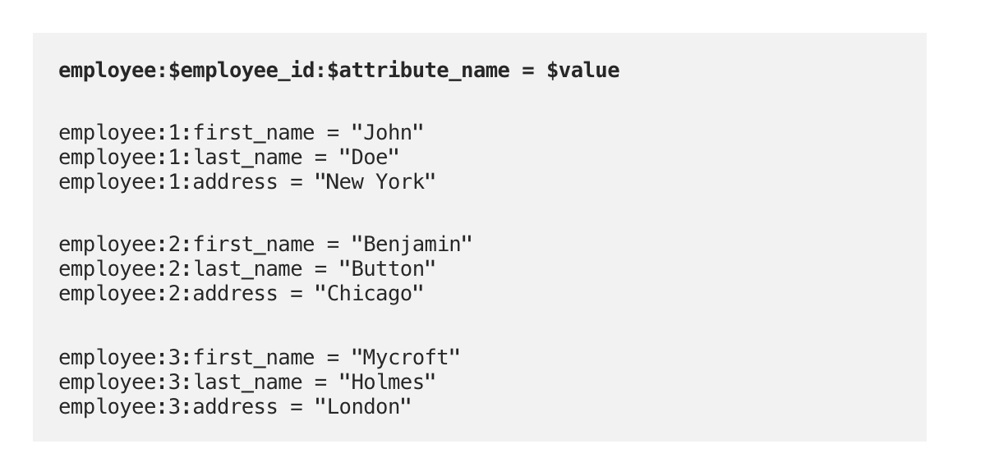 employee:$employee_id:$attribute_name = $value
employee:1:first_name = "John"
employee:1:last_name = "Doe"
employee:1:address = "New York"
employee:2:first_name = "Benjamin"
employee:2:last_name = "Button"
employee:2:address = "Chicago"
employee:3:first_name = "Mycroft"
employee:3:last_name = "Holmes"
employee:3:address = "London"